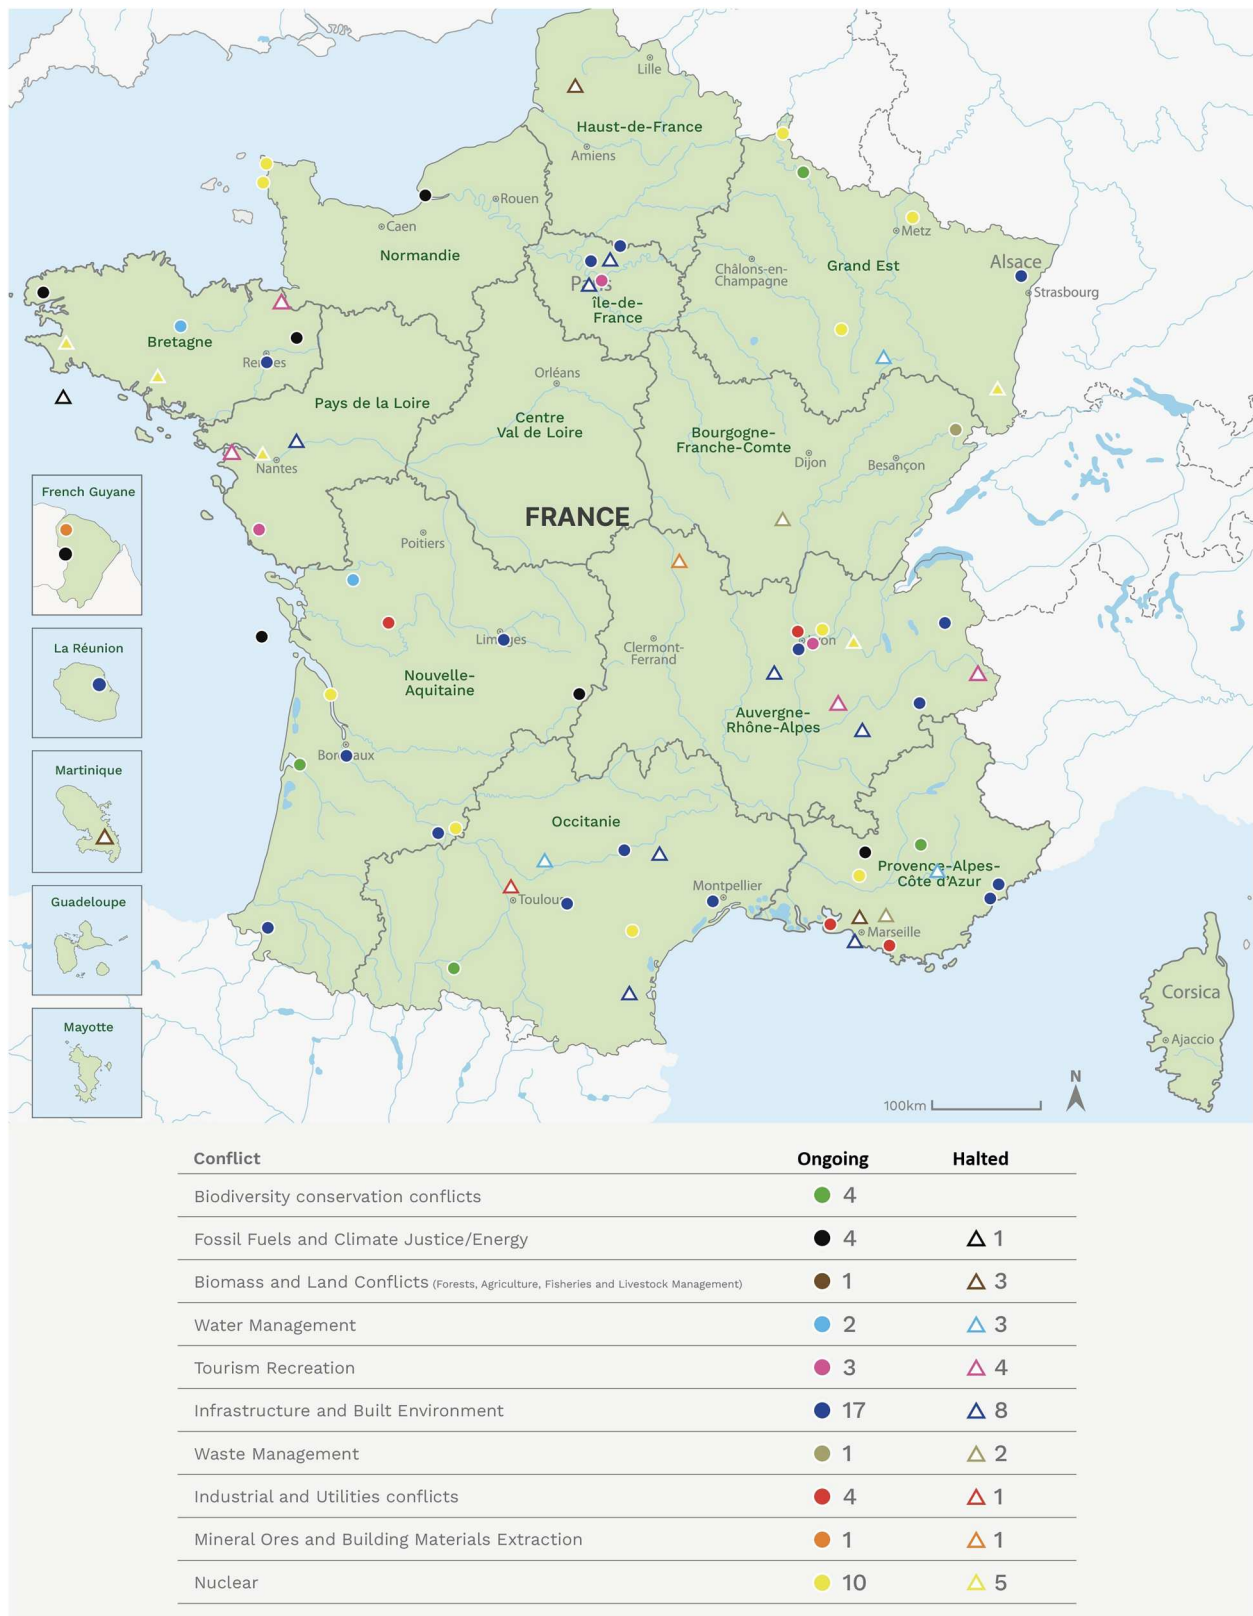 Lille
Haust-de-France
Amiens
Rouen
Caen
Normandie
Metz
Alsace
Châlons-en-
Champagne
Grand Est
Strasbourg
Paris
île-de-
France
Bretagne
Rennes
Orléans
Pays de la Loire
Centre
Val de Loire
Bourgogne-
Franche-Comte
Dijon
Besançon
Nantes
French Guyane
FRANCE
Poitiers
La Réunion
Limoges
Clermont-
Ferrand
Lyon
Nouvelle-
Aquitaine
Auvergne-
Rhône-Alpes
Bordeaux
Martinique
Occitanie
Provence-Alpes-
Côte d'Azur
Montpellier
Toulouse
Guadeloupe
Marseille
Corsica
Mayotte
Ajaccio
N
100km
Conflict Ongoing Halted
Biodiversity conservation conflicts 4
Fossil Fuels and Climate Justice/Energy 4 1
Biomass and Land Conflicts (Forests, Agriculture, Fisheries and Livestock Management) 1 3
Water Management 2 3
Tourism Recreation 3 4
Infrastructure and Built Environment 17 8
Waste Management 1 2
Industrial and Utilities conflicts 4 1
Mineral Ores and Building Materials Extraction 1 1
Nuclear 10 5